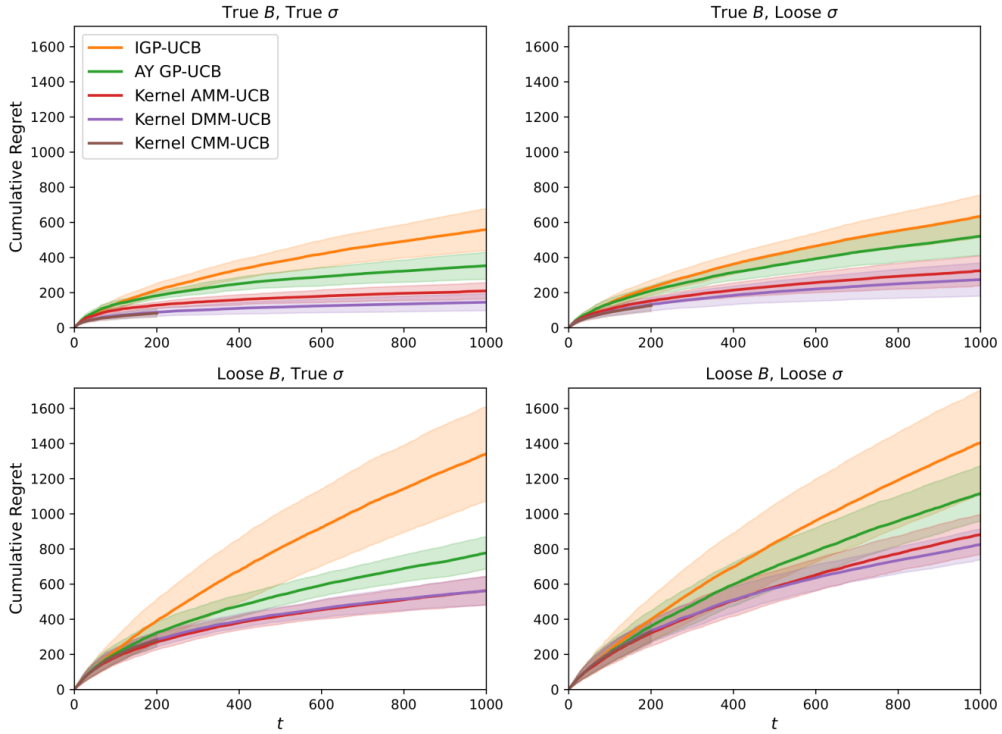 True B, True σ
1600
1400
1200
1000
800
600
400
200
0
Cumulative Regret
IGP-UCB
AY GP-UCB
Kernel AMM-UCB
Kernel DMM-UCB
Kernel CMM-UCB
0 200 400 600 800 1000
True B, Loose σ
1600
1400
1200
1000
800
600
400
200
0
0 200 400 600 800 1000
Loose B, True σ
1600
1400
1200
1000
800
600
400
200
0
Cumulative Regret
0 200 400 600 800 1000
t
Loose B, Loose σ
1600
1400
1200
1000
800
600
400
200
0
0 200 400 600 800 1000
t